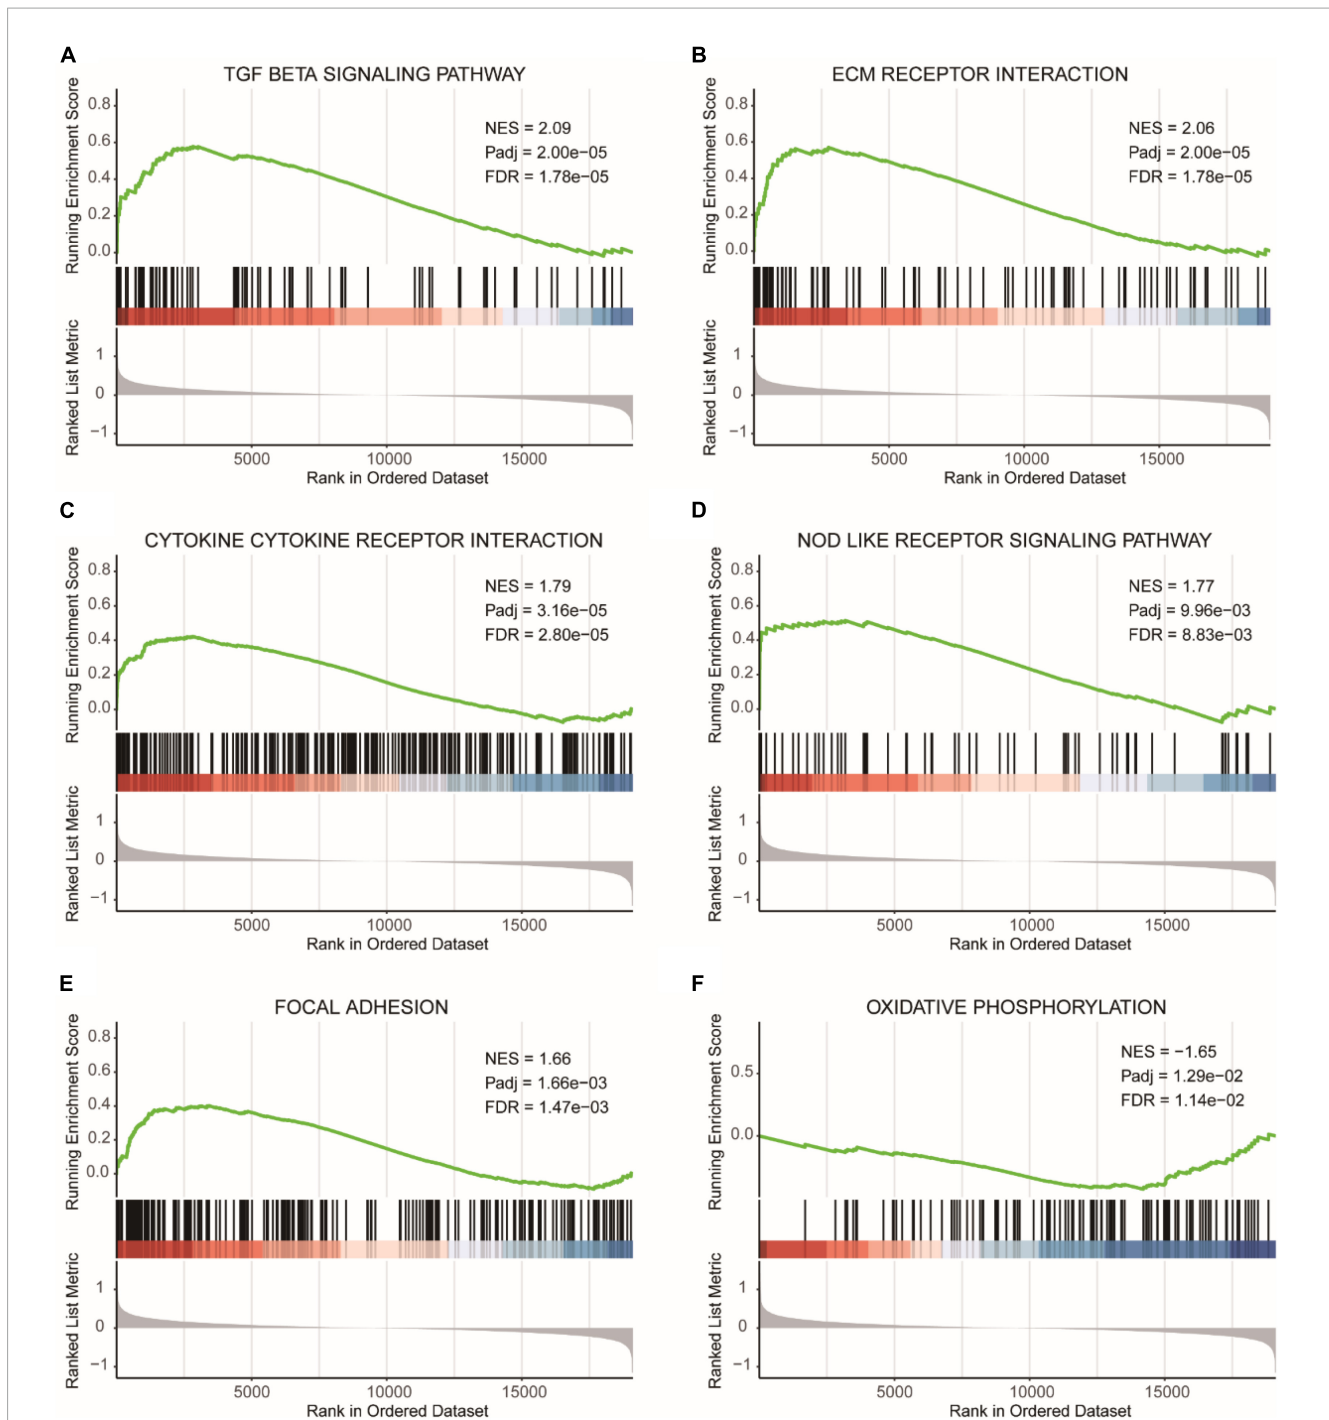 A
TGF BETA SIGNALING PATHWAY
Running Enrichment Score
0.8
0.6
0.4
0.2
0.0
NES = 2.09
Padj = 2.00e−05
FDR = 1.78e−05
Ranked List Metric
1
0
−1
5000 10000 15000
Rank in Ordered Dataset
B
ECM RECEPTOR INTERACTION
Running Enrichment Score
0.8
0.6
0.4
0.2
0.0
NES = 2.06
Padj = 2.00e−05
FDR = 1.78e−05
Ranked List Metric
1
0
−1
5000 10000 15000
Rank in Ordered Dataset
C
CYTOKINE CYTOKINE RECEPTOR INTERACTION
Running Enrichment Score
0.8
0.6
0.4
0.2
0.0
NES = 1.79
Padj = 3.16e−05
FDR = 2.80e−05
Ranked List Metric
1
0
−1
5000 10000 15000
Rank in Ordered Dataset
D
NOD LIKE RECEPTOR SIGNALING PATHWAY
Running Enrichment Score
0.8
0.6
0.4
0.2
0.0
NES = 1.77
Padj = 9.96e−03
FDR = 8.83e−03
Ranked List Metric
1
0
−1
5000 10000 15000
Rank in Ordered Dataset
E
FOCAL ADHESION
Running Enrichment Score
0.8
0.6
0.4
0.2
0.0
NES = 1.66
Padj = 1.66e−03
FDR = 1.47e−03
Ranked List Metric
1
0
−1
5000 10000 15000
Rank in Ordered Dataset
F
OXIDATIVE PHOSPHORYLATION
Running Enrichment Score
0.5
0.0
NES = −1.65
Padj = 1.29e−02
FDR = 1.14e−02
Ranked List Metric
1
0
−1
5000 10000 15000
Rank in Ordered Dataset